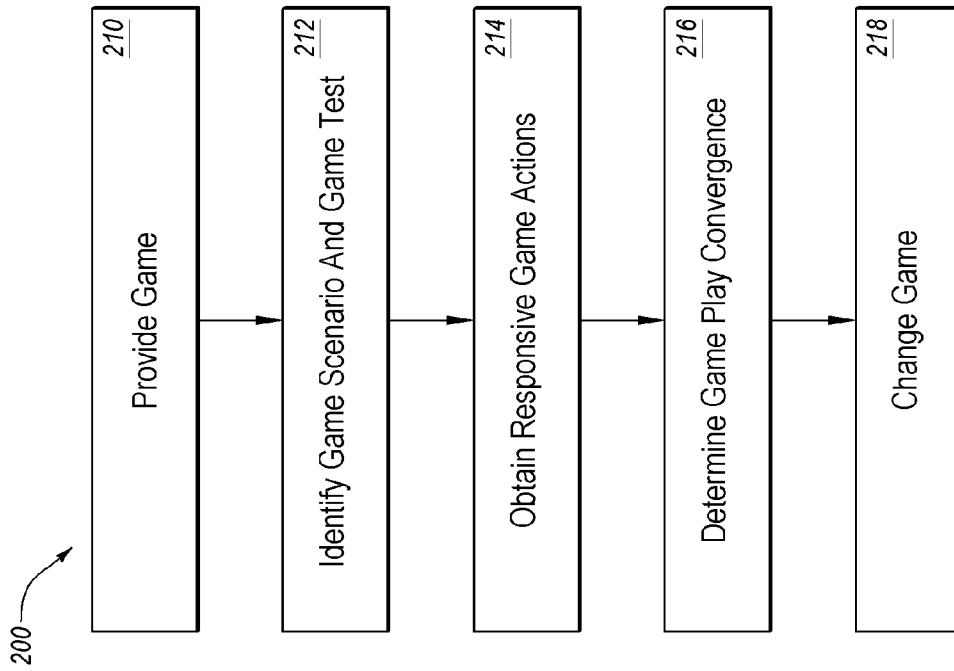 200
210
Provide Game
212
Identify Game Scenario And Game Test
214
Obtain Responsive Game Actions
216
Determine Game Play Convergence
218
Change Game